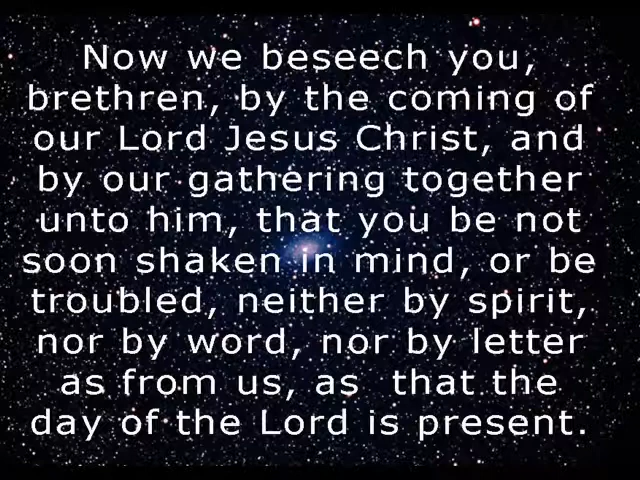 Now we beseech you,
brethren, by the coming of
our Lord Jesus Christ, and
by our gathering together
unto him, that you be not
soon shaken in mind, or be
troubled, neither by spirit,
nor by word, nor by letter
as from us, as  that the
day of the Lord is present.